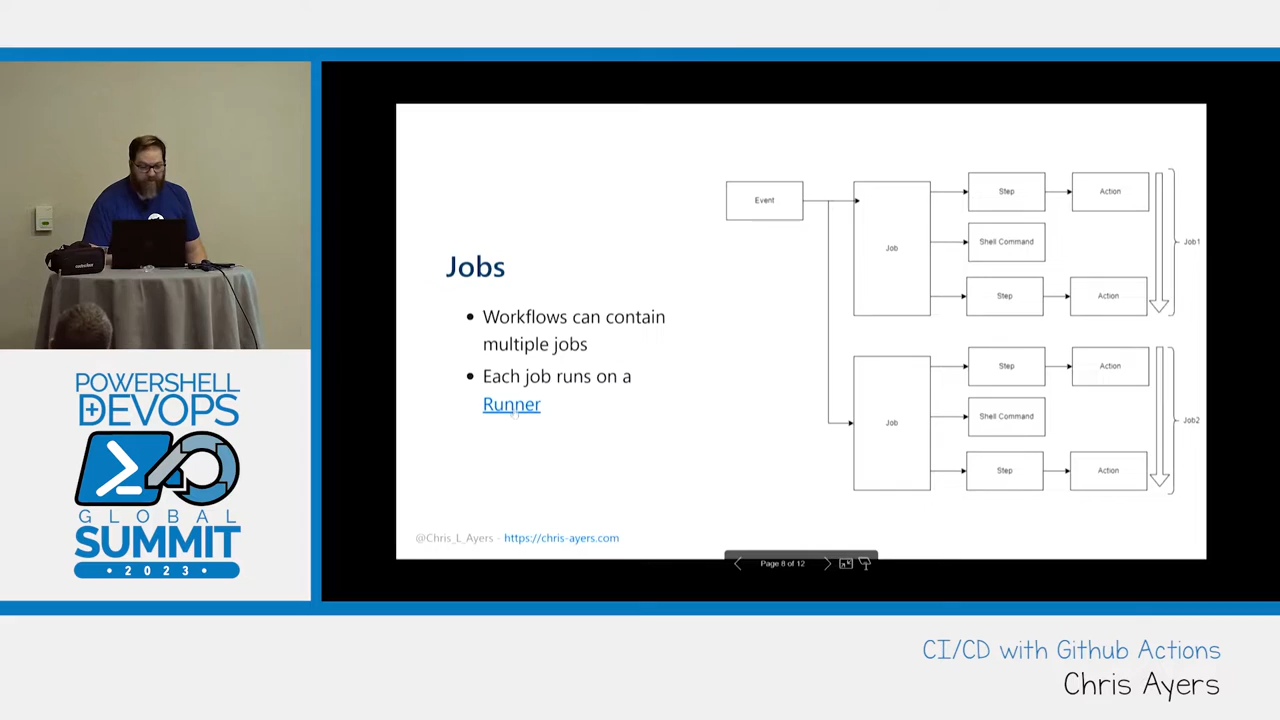 Jobs
• Workflows can contain
multiple jobs
• Each job runs on a
Runner
Event
Job
Step
Action
Shell Command
Step
Action
Job1
Job
Step
Action
Shell Command
Step
Action
Job2
@Chris_L_Ayers - https://chris-ayers.com
Page 8 of 12
POWERSHELL
DEVOPS
GLOBAL
SUMMIT
• 2023 •
CI/CD with Github Actions
Chris Ayers